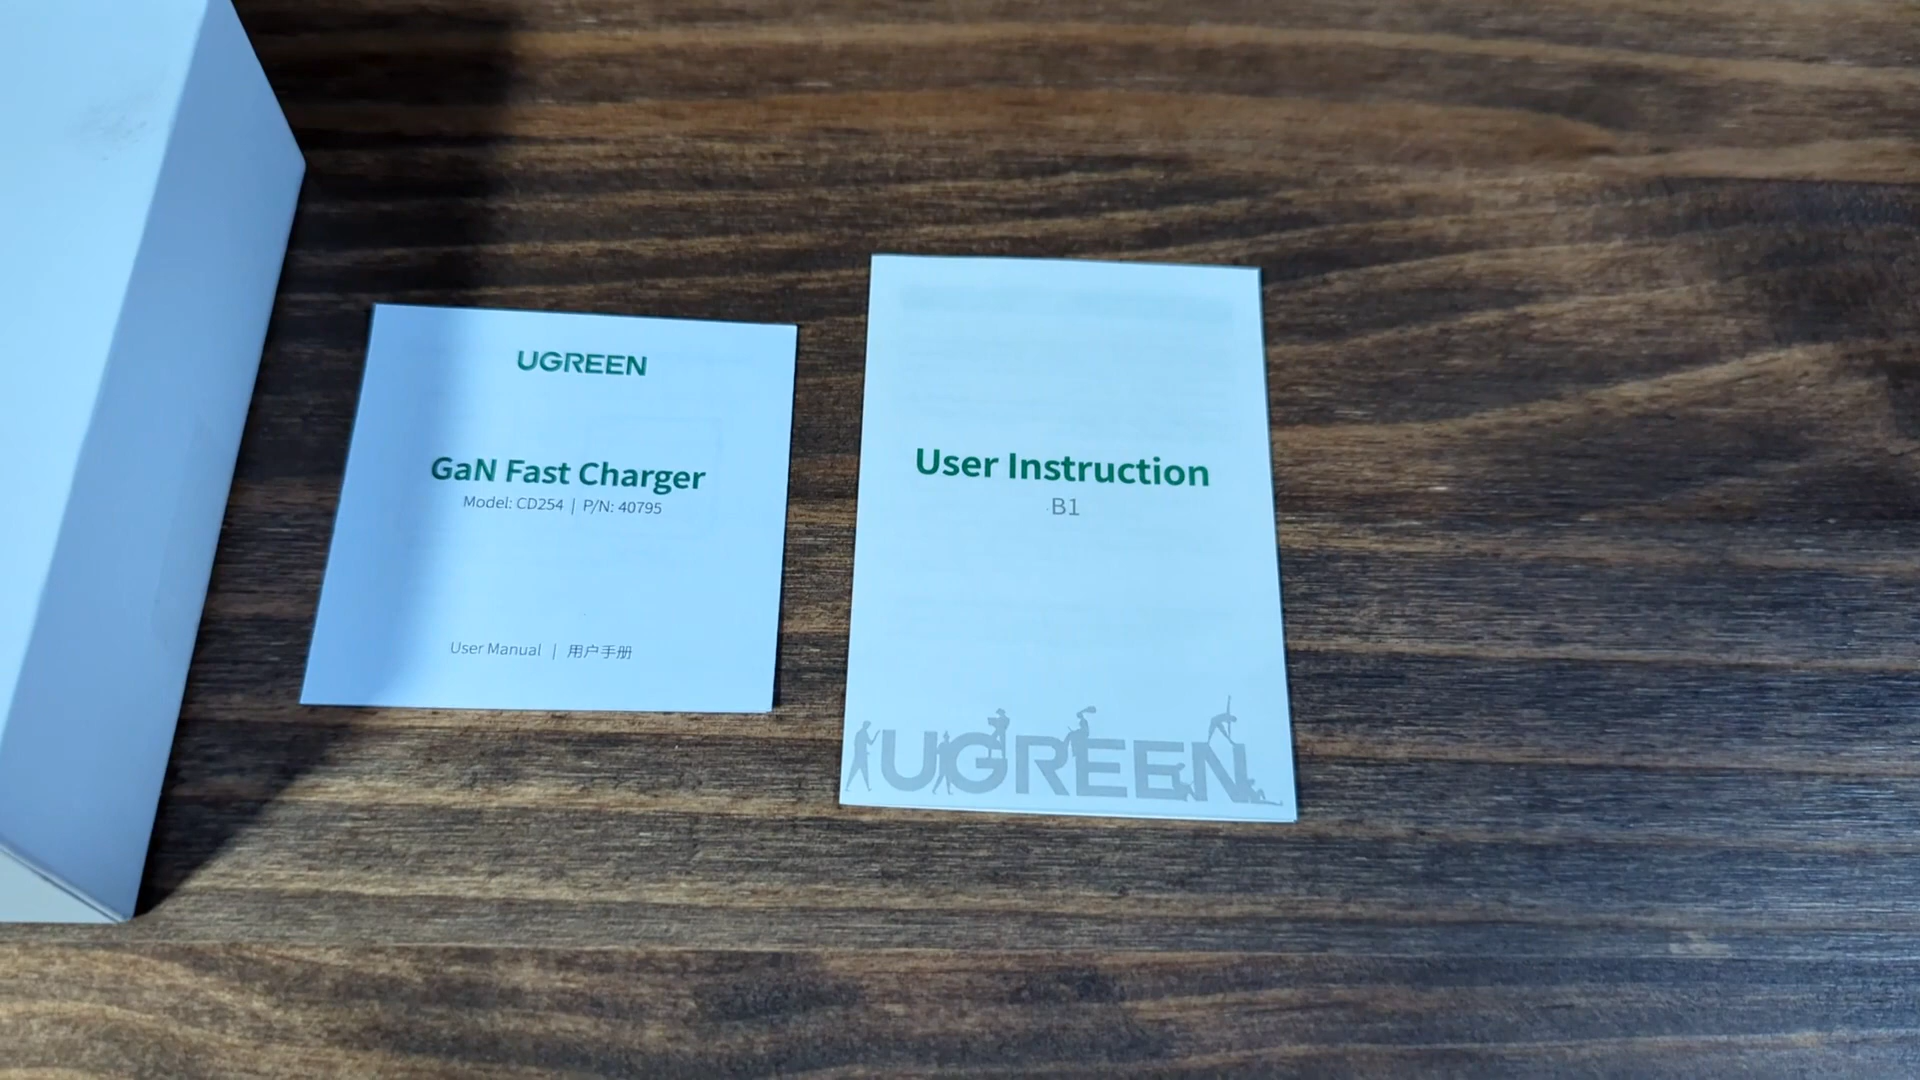 UGREEN
GaN Fast Charger
Model: CD254 | P/N: 40795
User Manual | 用户手册
User Instruction
B1
UGREEN